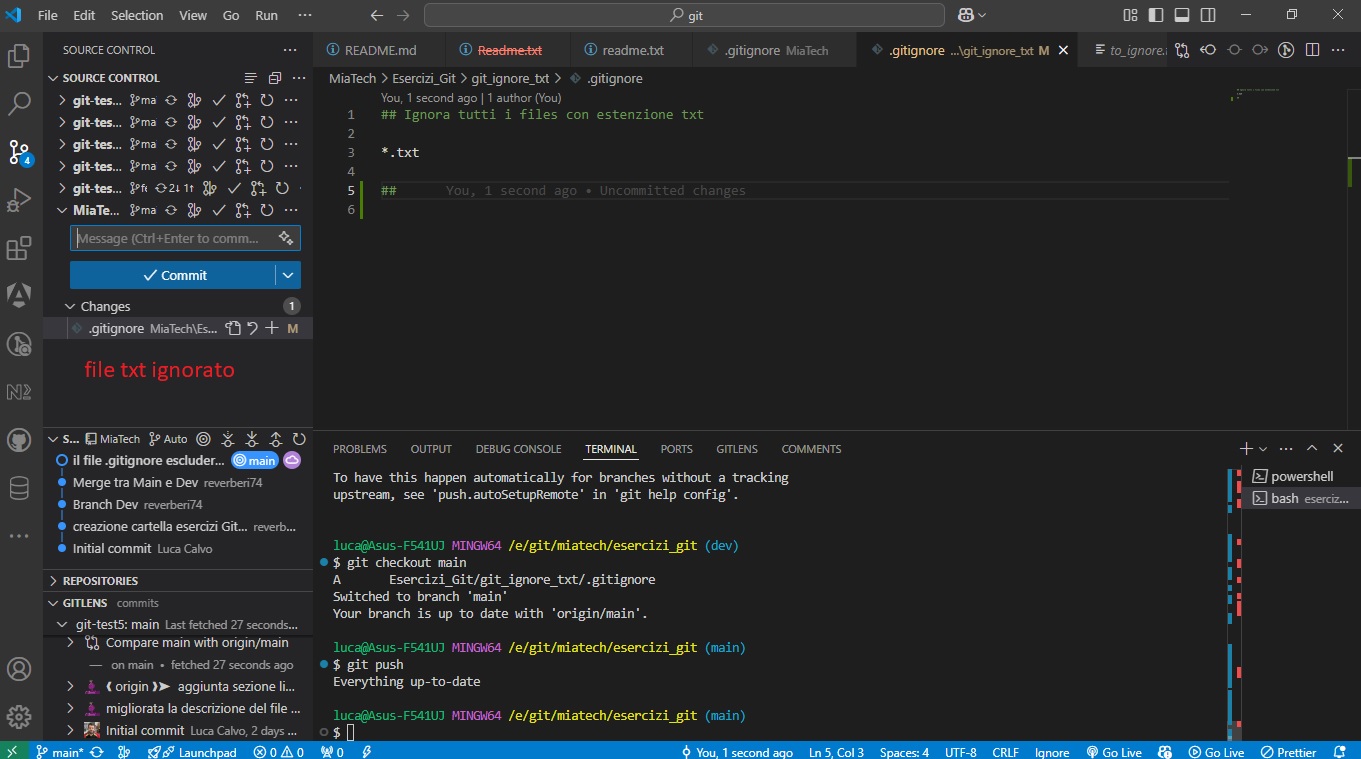 File Edit Selection View Go Run ··· git
SOURCE CONTROL ···
SOURCE CONTROL ···
git-tes... ma ···
git-tes... ma ···
git-tes... ma ···
git-tes... ma ···
git-tes... fe 2↓ 1↑
MiaTe... ma ···
Message (Ctrl+Enter to comm...
Commit
Changes 1
.gitignore MiaTech\Es... M
file txt ignorato
S... MiaTech Auto
il file .gitignore escluder... main
Merge tra Main e Dev reverberi74
Branch Dev reverberi74
creazione cartella esercizi Git... reverb...
Initial commit Luca Calvo
REPOSITORIES
GITLENS commits
git-test5: main Last fetched 27 seconds...
Compare main with origin/main
on main • fetched 27 seconds ago
origin aggiunta sezione li...
migliorata la descrizione del file ...
Initial commit Luca Calvo, 2 days ...
README.md Readme.txt readme.txt .gitignore MiaTech .gitignore ...\git_ignore_txt M to_ignore.t ···
MiaTech > Esercizi_Git > git_ignore_txt > .gitignore
You, 1 second ago | 1 author (You)
1 ## Ignora tutti i files con estenzione txt
2
3 *.txt
4
5 ## You, 1 second ago • Uncommitted changes
6
PROBLEMS OUTPUT DEBUG CONSOLE TERMINAL PORTS GITLENS COMMENTS ···
To have this happen automatically for branches without a tracking
upstream, see 'push.autoSetupRemote' in 'git help config'.
luca@Asus-F541UJ MINGW64 /e/git/miatech/esercizi_git (dev)
$ git checkout main
A Esercizi_Git/git_ignore_txt/.gitignore
Switched to branch 'main'
Your branch is up to date with 'origin/main'.
luca@Asus-F541UJ MINGW64 /e/git/miatech/esercizi_git (main)
$ git push
Everything up-to-date
luca@Asus-F541UJ MINGW64 /e/git/miatech/esercizi_git (main)
$
powershell
bash eserciz...
main* Launchpad 0 0 0 You, 1 second ago Ln 5, Col 3 Spaces: 4 UTF-8 CRLF Ignore Go Live Go Live Prettier